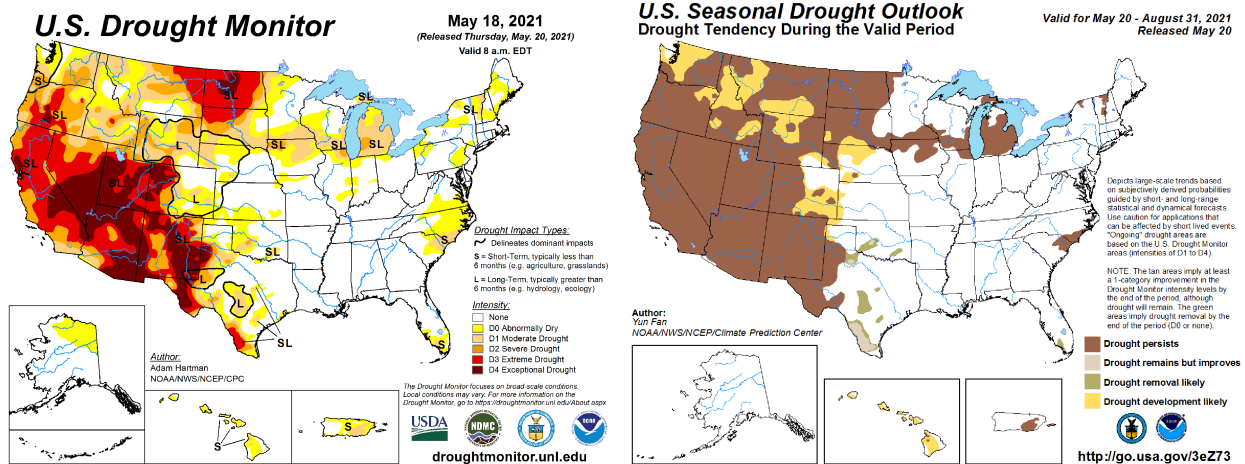 U.S. Drought Monitor
May 18, 2021
(Released Thursday, May. 20, 2021)
Valid 8 a.m. EDT
SL
SL
SL
SL
SL
SL
SL
SL
SL
SL
SL
L
L
L
L
S
S
S
S
SL
Drought Impact Types:
Delineates dominant impacts
S = Short-Term, typically less than
6 months (e.g. agriculture, grasslands)
L = Long-Term, typically greater than
6 months (e.g. hydrology, ecology)
Intensity:
None
D0 Abnormally Dry
D1 Moderate Drought
D2 Severe Drought
D3 Extreme Drought
D4 Exceptional Drought
Author:
Adam Hartman
NOAA/NWS/NCEP/CPC
The Drought Monitor focuses on broad-scale conditions.
Local conditions may vary. For more information on the
Drought Monitor, go to https://droughtmonitor.unl.edu/About.aspx
USDA
NDMC
noaa
droughtmonitor.unl.edu
U.S. Seasonal Drought Outlook
Drought Tendency During the Valid Period
Valid for May 20 - August 31, 2021
Released May 20
Depicts large-scale trends based
on subjectively derived probabilities
guided by short- and long-range
statistical and dynamical forecasts.
Use caution for applications that
can be affected by short lived events.
"Ongoing" drought areas are
based on the U.S. Drought Monitor
areas (intensities of D1 to D4).
NOTE: The tan areas imply at least
a 1-category improvement in the
Drought Monitor intensity levels by
the end of the period, although
drought will remain. The green
areas imply drought removal by the
end of the period (D0 or none).
Author:
Yun Fan
NOAA/NWS/NCEP/Climate Prediction Center
Drought persists
Drought remains but improves
Drought removal likely
Drought development likely
http://go.usa.gov/3eZ73